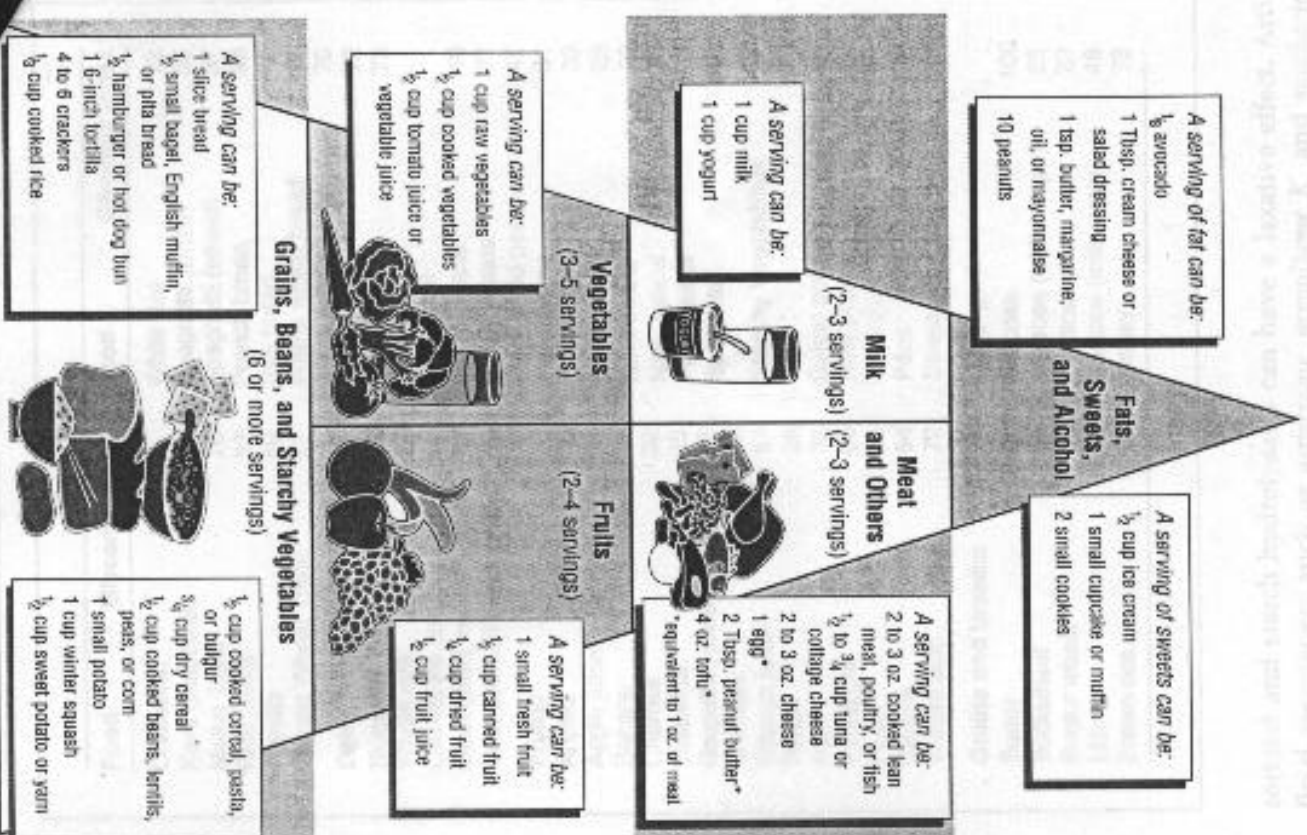 Fats,
Sweets,
and Alcohol
A serving of fat can be:
⅛ avocado
1 Tbsp. cream cheese or
salad dressing
1 tsp. butter, margarine,
oil, or mayonnaise
10 peanuts
A serving of sweets can be:
½ cup ice cream
1 small cupcake or muffin
2 small cookies
Milk
(2–3 servings)
A serving can be:
1 cup milk
1 cup yogurt
Meat
and Others
(2–3 servings)
A serving can be:
2 to 3 oz. cooked lean
meat, poultry, or fish
½ to ¾ cup tuna or
cottage cheese
2 to 3 oz. cheese
1 egg*
2 Tbsp. peanut butter*
4 oz. tofu*
*equivalent to 1 oz. of meat
Vegetables
(3–5 servings)
A serving can be:
1 cup raw vegetables
½ cup cooked vegetables
½ cup tomato juice or
vegetable juice
Fruits
(2–4 servings)
A serving can be:
1 small fresh fruit
½ cup canned fruit
¼ cup dried fruit
½ cup fruit juice
Grains, Beans, and Starchy Vegetables
(6 or more servings)
A serving can be:
1 slice bread
½ small bagel, English muffin,
or pita bread
½ hamburger or hot dog bun
1 6-inch tortilla
4 to 6 crackers
⅓ cup cooked rice
½ cup cooked cereal, pasta,
or bulgur
¾ cup dry cereal
½ cup cooked beans, lentils,
peas, or corn
1 small potato
1 cup winter squash
½ cup sweet potato or yam